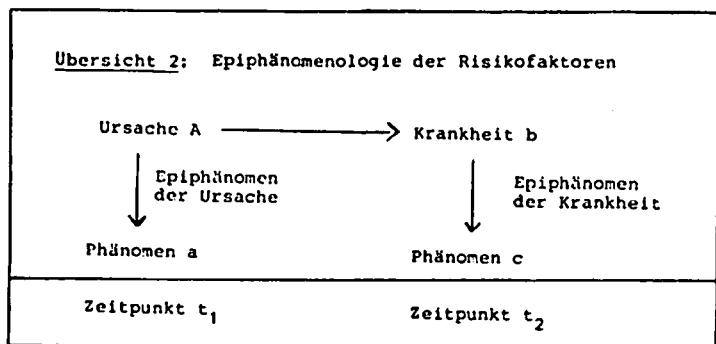 Übersicht 2: Epiphänomenologie der Risikofaktoren
Ursache A Krankheit b
Epiphänomen
der Ursache
Epiphänomen
der Krankheit
Phänomen a Phänomen c
Zeitpunkt t₁ Zeitpunkt t₂